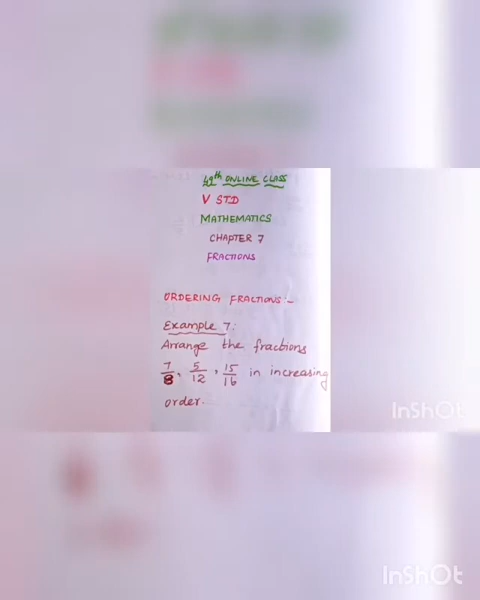 49th ONLINE CLASS
V STD
MATHEMATICS
CHAPTER 7
FRACTIONS
ORDERING FRACTIONS:-
Example 7:
Arrange the fractions
7/8, 5/12, 15/16 in increasing
order.
InShOt
InShOt